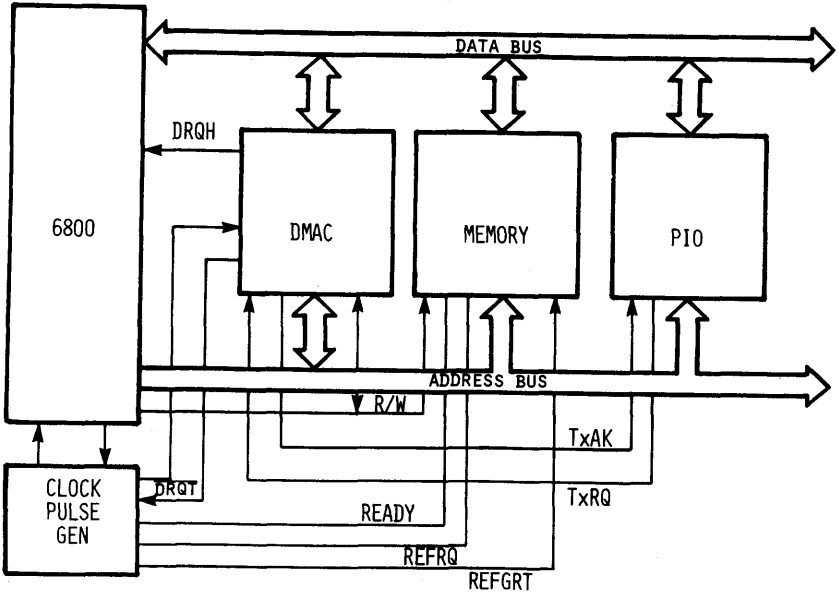 DATA BUS
DRQH
6800
DMAC
MEMORY
PIO
ADDRESS BUS
R/W
TxAK
CLOCK
PULSE
GEN
DRQT
TxRQ
READY
REFRQ
REFGRT